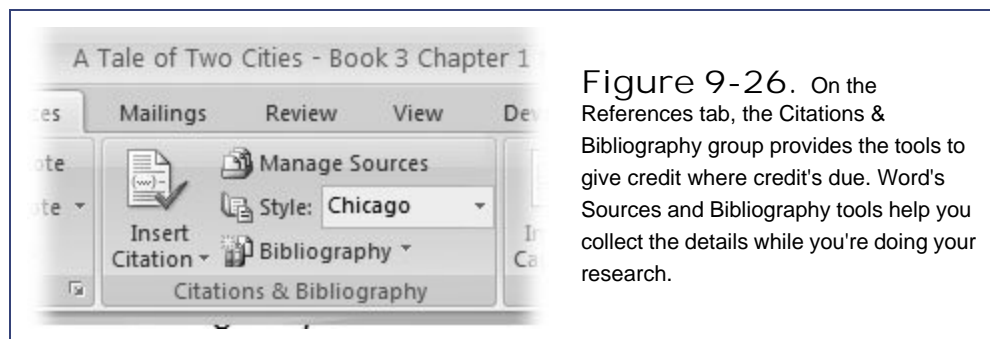 A Tale of Two Cities - Book 3 Chapter 1
Mailings Review View
Manage Sources
Style: Chicago
Insert
Citation
Bibliography
Citations & Bibliography
Figure 9-26. On the
References tab, the Citations &
Bibliography group provides the tools to
give credit where credit's due. Word's
Sources and Bibliography tools help you
collect the details while you're doing your
research.